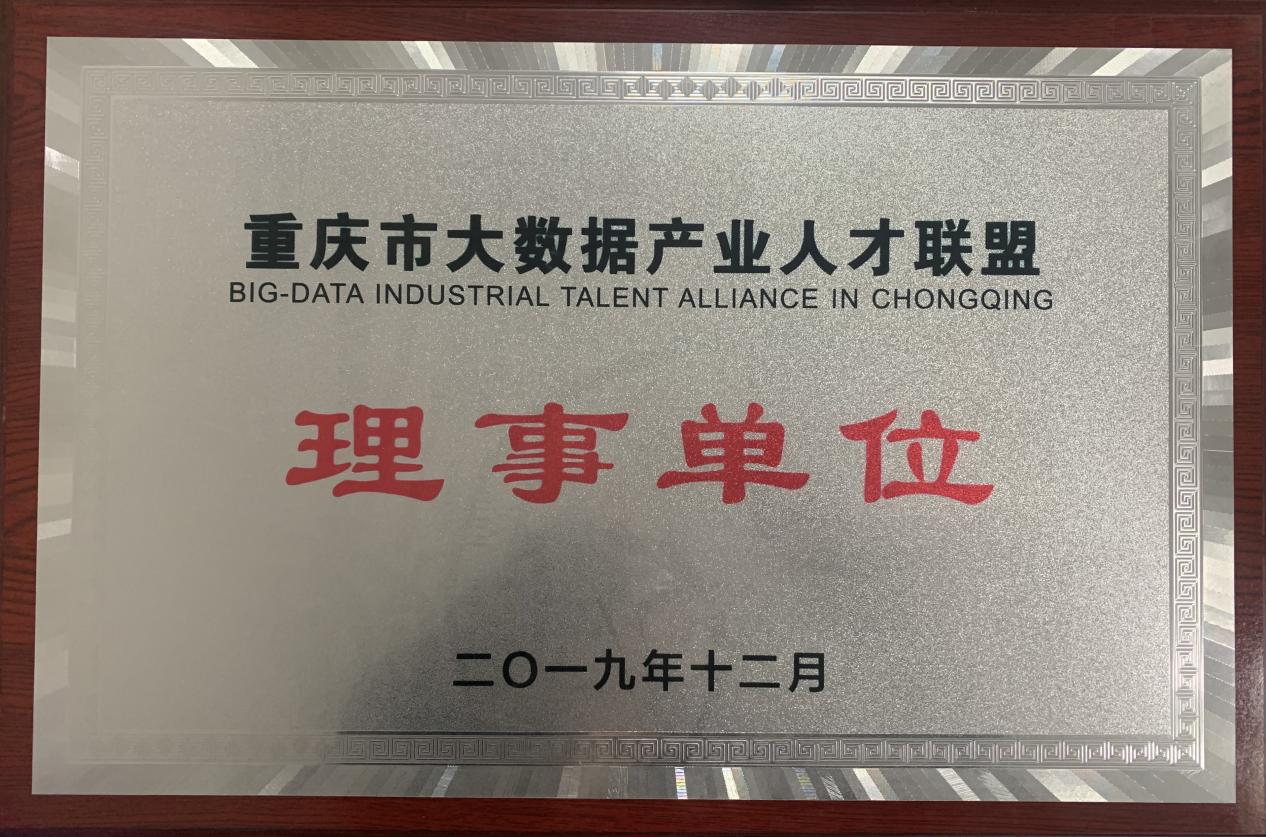 重庆市大数据产业人才联盟
BIG-DATA INDUSTRIAL TALENT ALLIANCE IN CHONGQING
理事单位
二〇一九年十二月